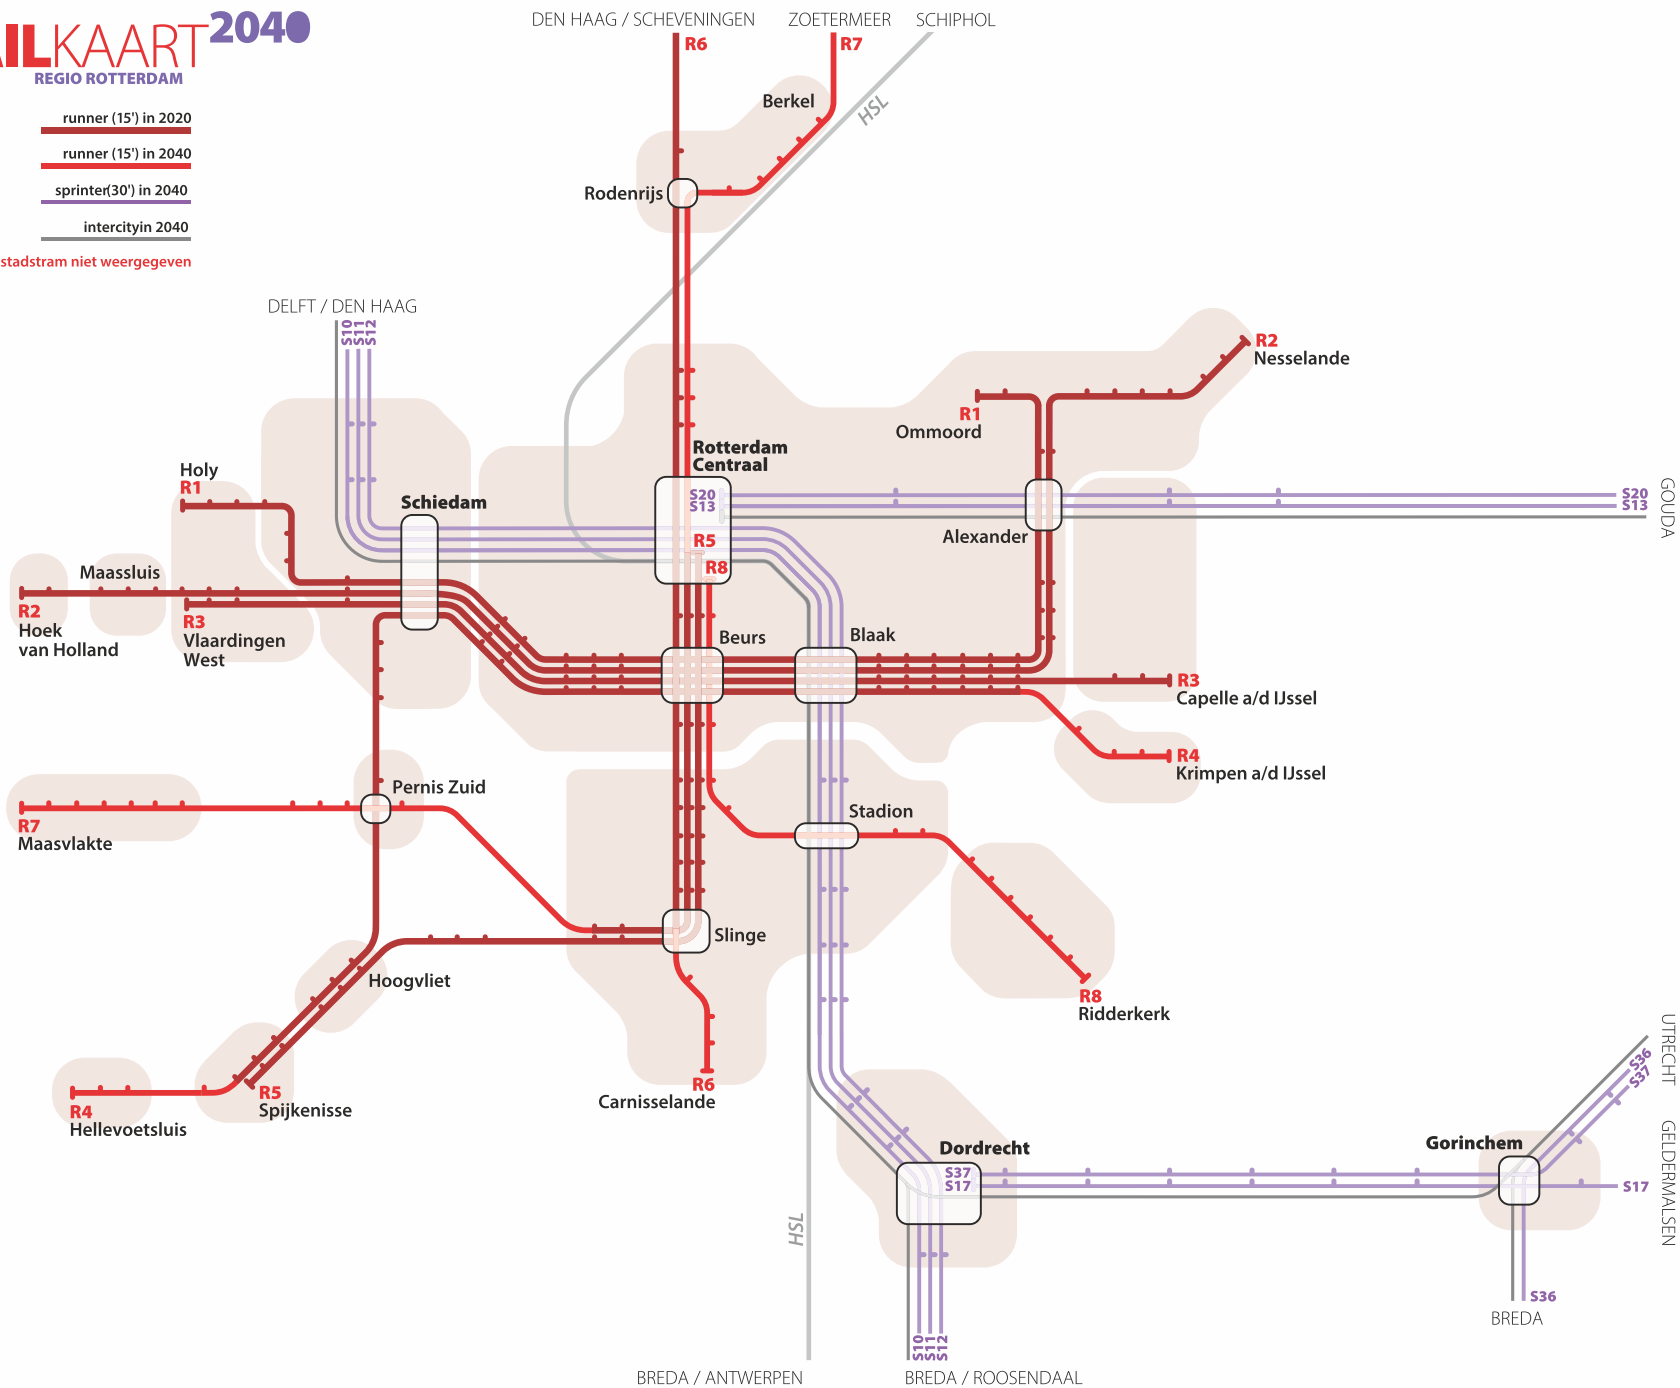 AILKAART2040
REGIO ROTTERDAM
runner (15') in 2020
runner (15') in 2040
sprinter(30') in 2040
intercityin 2040
stadstram niet weergegeven
DEN HAAG / SCHEVENINGEN
ZOETERMEER
SCHIPHOL
R6
R7
Berkel
HSL
Rodenrijs
DELFT / DEN HAAG
S10
S11
S12
R2
Nesselande
R1
Ommoord
Rotterdam
Centraal
Holy
R1
Schiedam
S20
S13
S20
S13
GOUDA
Alexander
R5
R8
Maassluis
R2
Hoek
van Holland
R3
Vlaardingen
West
Beurs
Blaak
R3
Capelle a/d IJssel
R4
Krimpen a/d IJssel
Pernis Zuid
R7
Maasvlakte
Stadion
Slinge
Hoogvliet
R8
Ridderkerk
R6
Carnisselande
R5
Spijkenisse
R4
Hellevoetsluis
UTRECHT
S36
S37
Dordrecht
S37
S17
Gorinchem
S17
GELDERMALSEN
HSL
S36
BREDA
S10
S11
S12
BREDA / ANTWERPEN
BREDA / ROOSENDAAL